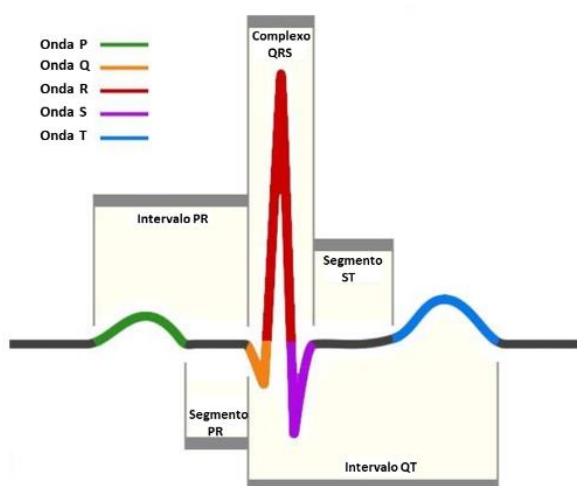 Onda P
Onda Q
Onda R
Onda S
Onda T
Complexo
QRS
Intervalo PR
Segmento
ST
Segmento
PR
Intervalo QT